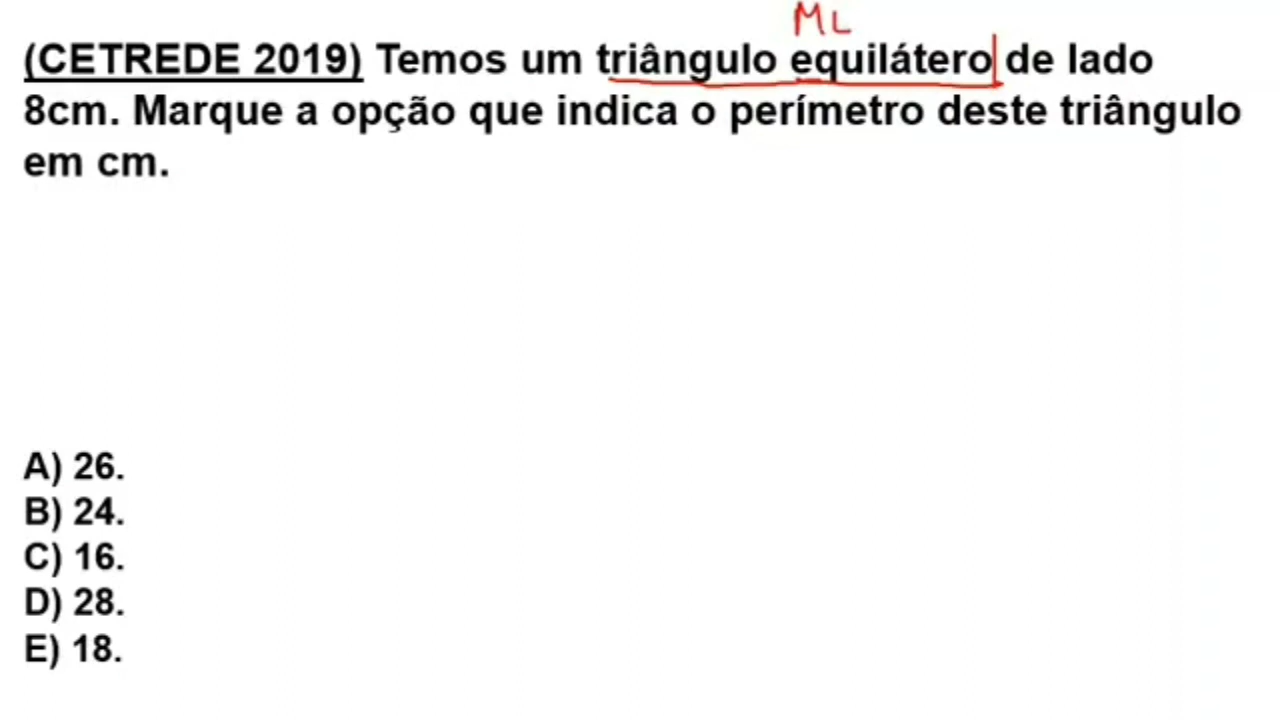 ML
(CETREDE 2019) Temos um triângulo equilátero de lado
8cm. Marque a opção que indica o perímetro deste triângulo
em cm.
A) 26.
B) 24.
C) 16.
D) 28.
E) 18.